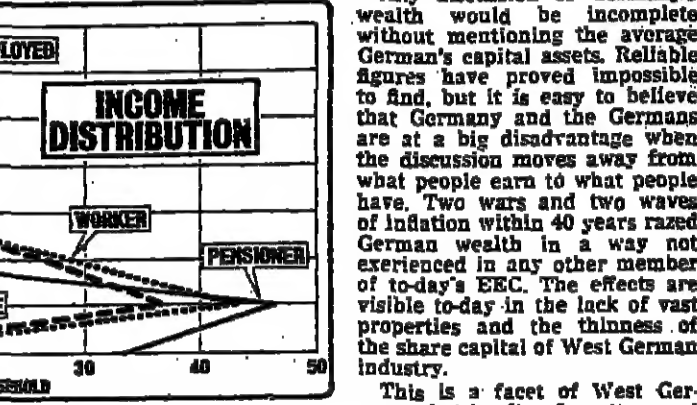 LOYED
INCOME
DISTRIBUTION
WORKER
PENSIONER
30 40 50
wealth would be incomplete
without mentioning the average
German's capital assets. Reliable
figures have proved impossible
to find, but it is easy to believe
that Germany and the Germans
are at a big disadvantage when
the discussion moves away from
what people earn to what people
have. Two wars and two waves
of inflation within 40 years razed
German wealth in a way not
exerienced in any other member
of to-day's EEC. The effects are
visible to-day in the lack of vast
properties and the thinness of
the share capital of West German
industry.
This is a facet of West Ger-